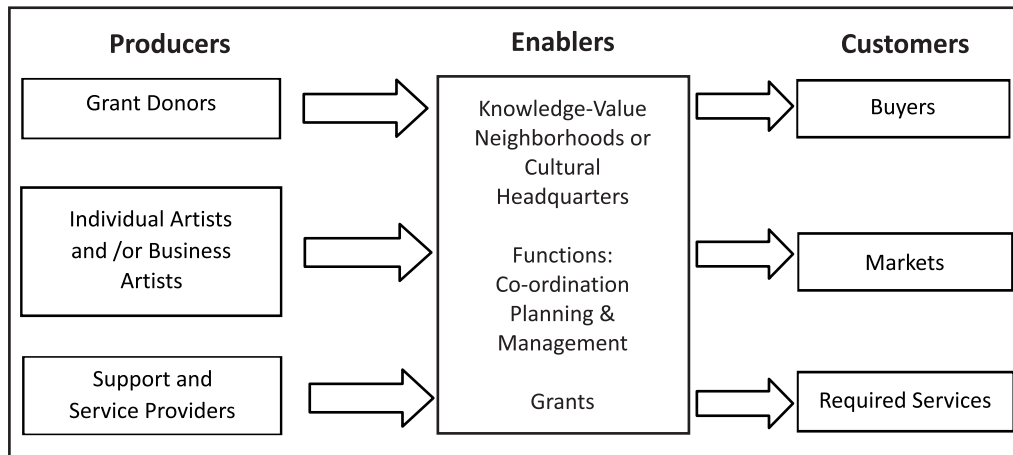 Producers
Enablers
Customers
Grant Donors
Individual Artists
and /or Business
Artists
Support and
Service Providers
Knowledge-Value
Neighborhoods or
Cultural
Headquarters
Functions:
Co-ordination
Planning &
Management
Grants
Buyers
Markets
Required Services